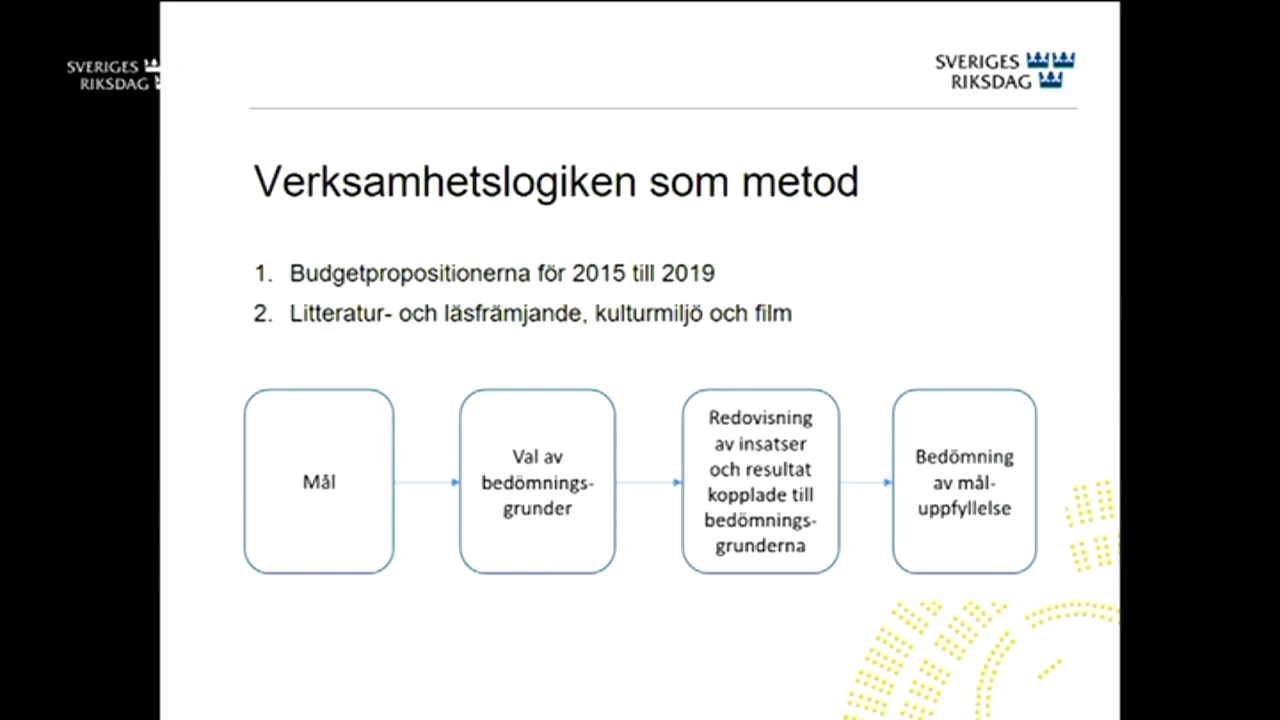 SVERIGES
RIKSDAG
SVERIGES
RIKSDAG
Verksamhetslogiken som metod
1. Budgetpropositionerna för 2015 till 2019
2. Litteratur- och läsfrämjande, kulturmiljö och film
Mål
Val av
bedömnings-
grunder
Redovisning
av insatser
och resultat
kopplade till
bedömnings-
grunderna
Bedömning
av mål-
uppfyllelse